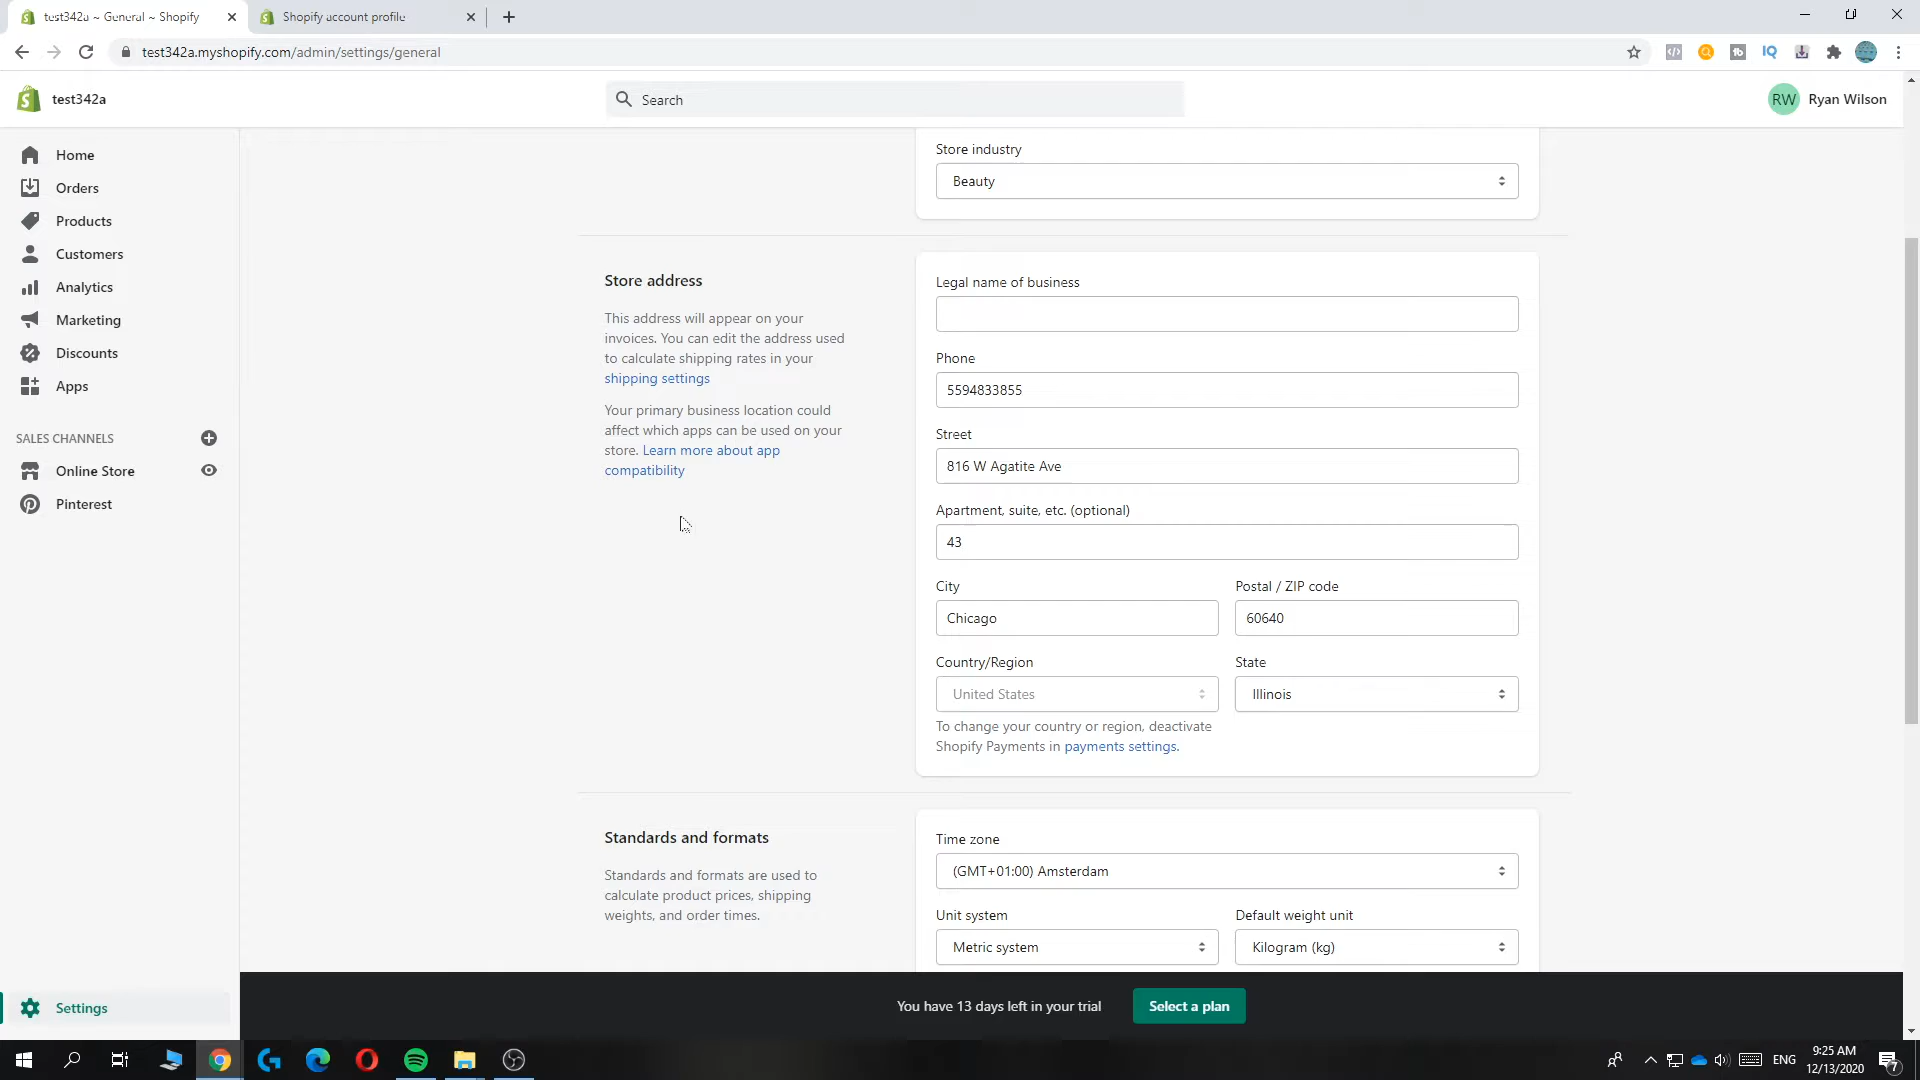 test342a ~ General ~ Shopify
Shopify account profile
test342a.myshopify.com/admin/settings/general
test342a
Search
RW
Ryan Wilson
Home
Orders
Products
Customers
Analytics
Marketing
Discounts
Apps
SALES CHANNELS
Online Store
Pinterest
Settings
Store industry
Beauty
Store address
This address will appear on your
invoices. You can edit the address used
to calculate shipping rates in your
shipping settings
Your primary business location could
affect which apps can be used on your
store. Learn more about app
compatibility
Legal name of business
Phone
5594833855
Street
816 W Agatite Ave
Apartment, suite, etc. (optional)
43
City
Postal / ZIP code
Chicago
60640
Country/Region
State
United States
Illinois
To change your country or region, deactivate
Shopify Payments in payments settings.
Standards and formats
Standards and formats are used to
calculate product prices, shipping
weights, and order times.
Time zone
(GMT+01:00) Amsterdam
Unit system
Default weight unit
Metric system
Kilogram (kg)
You have 13 days left in your trial
Select a plan
ENG
9:25 AM
12/13/2020
7